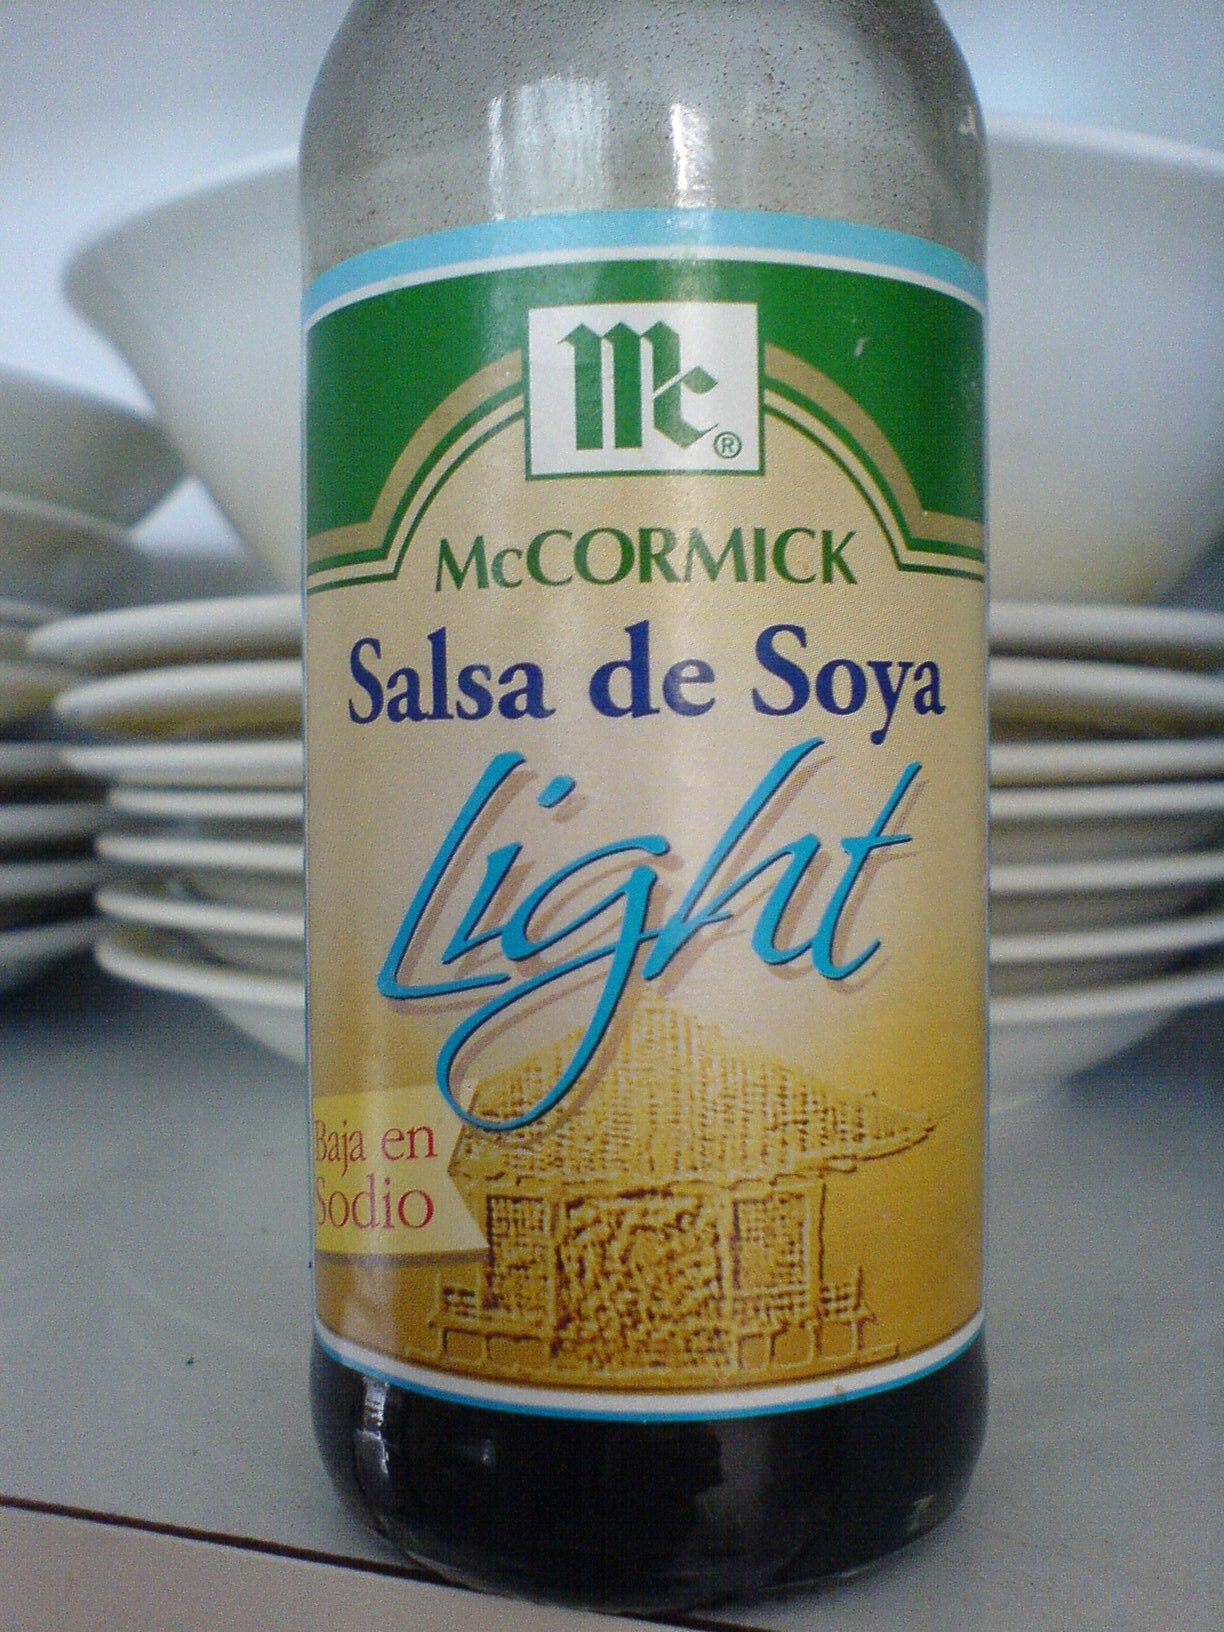 Mc®
McCORMICK
Salsa de Soya
Light
Baja en
Sodio